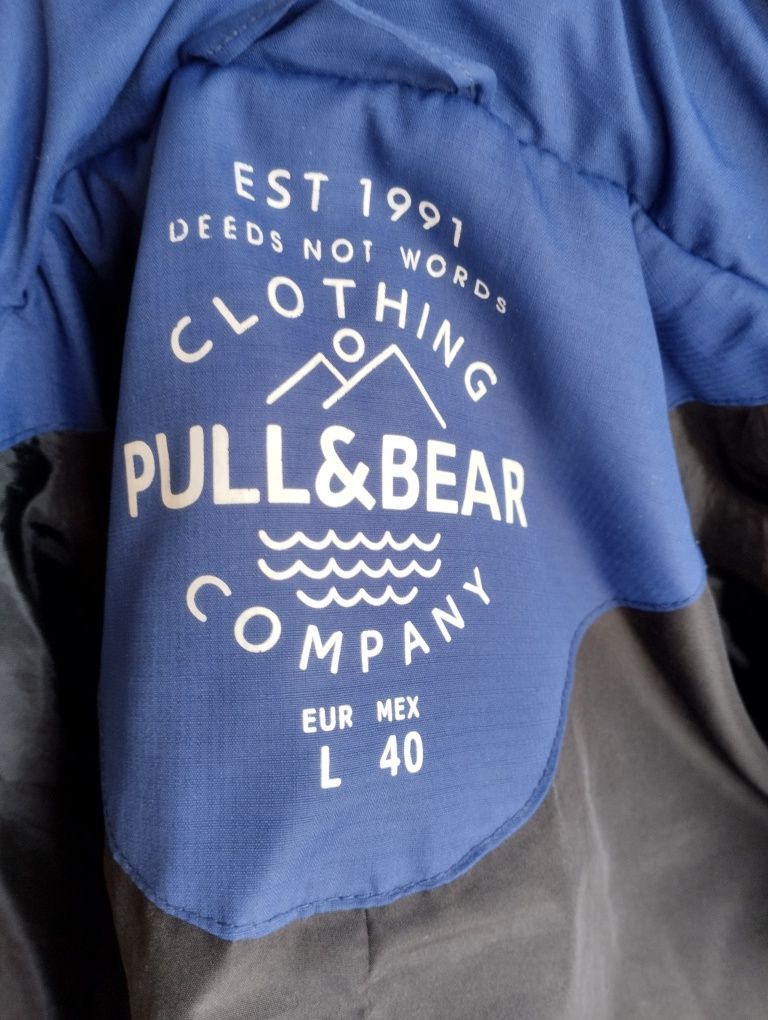 EST 1991
DEEDS NOT WORDS
CLOTHING
PULL&BEAR
COMPANY
EUR MEX
L 40